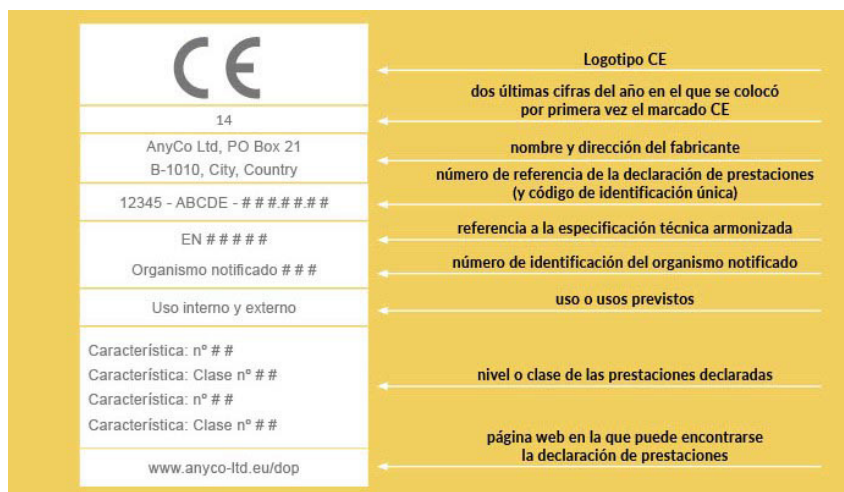 CE
Logotipo CE
14
dos últimas cifras del año en el que se colocó
por primera vez el marcado CE
AnyCo Ltd, PO Box 21
B-1010, City, Country
nombre y dirección del fabricante
12345 - ABCDE - # # #.# #.# #
número de referencia de la declaración de prestaciones
(y código de identificación única)
EN # # # # #
referencia a la especificación técnica armonizada
Organismo notificado # # #
número de identificación del organismo notificado
Uso interno y externo
uso o usos previstos
Característica: nº # #
Característica: Clase nº # #
Característica: nº # #
Característica: Clase nº # #
nivel o clase de las prestaciones declaradas
www.anyco-ltd.eu/dop
página web en la que puede encontrarse
la declaración de prestaciones